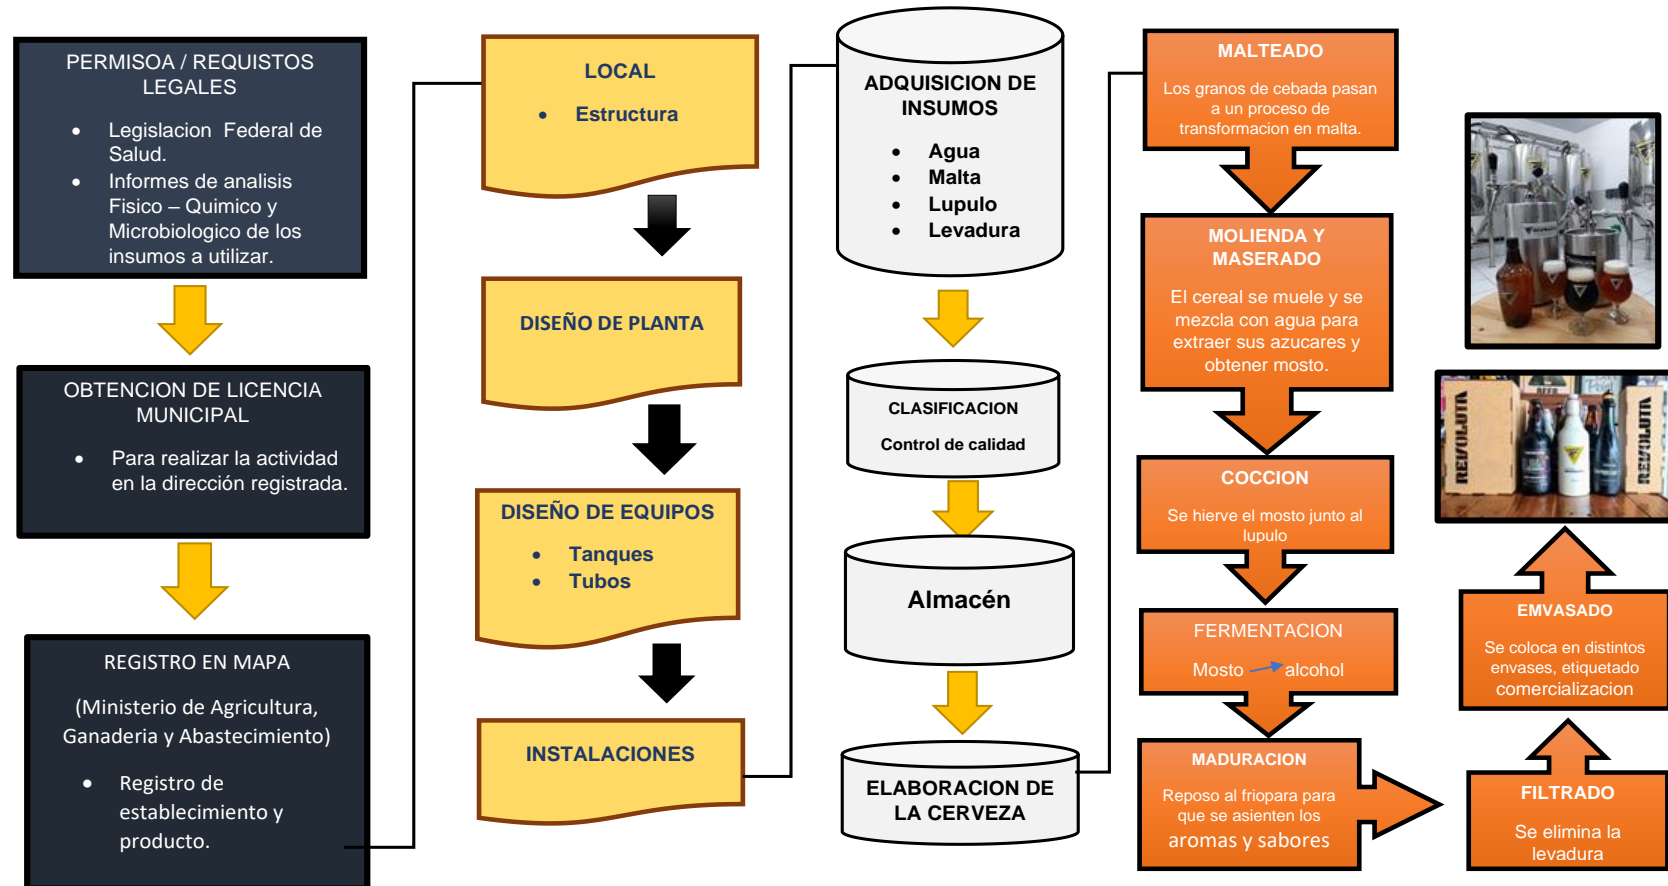 PERMISOA / REQUISTOS
LEGALES
• Legislacion Federal de
Salud.
• Informes de analisis
Fisico – Quimico y
Microbiologico de los
insumos a utilizar.
OBTENCION DE LICENCIA
MUNICIPAL
• Para realizar la actividad
en la dirección registrada.
REGISTRO EN MAPA
(Ministerio de Agricultura,
Ganaderia y Abastecimiento)
• Registro de
establecimiento y
producto.
LOCAL
• Estructura
DISEÑO DE PLANTA
DISEÑO DE EQUIPOS
• Tanques
• Tubos
INSTALACIONES
ADQUISICION DE
INSUMOS
• Agua
• Malta
• Lupulo
• Levadura
CLASIFICACION
Control de calidad
Almacén
ELABORACION DE
LA CERVEZA
MALTEADO
Los granos de cebada pasan
a un proceso de
transformacion en malta.
MOLIENDA Y
MASERADO
El cereal se muele y se
mezcla con agua para
extraer sus azucares y
obtener mosto.
COCCION
Se hierve el mosto junto al
lupulo
FERMENTACION
Mosto alcohol
MADURACION
Reposo al friopara para
que se asienten los
aromas y sabores
FILTRADO
Se elimina la
levadura
EMVASADO
Se coloca en distintos
envases, etiquetado
comercializacion
BEER
REVOLUTA
REVOLUTA